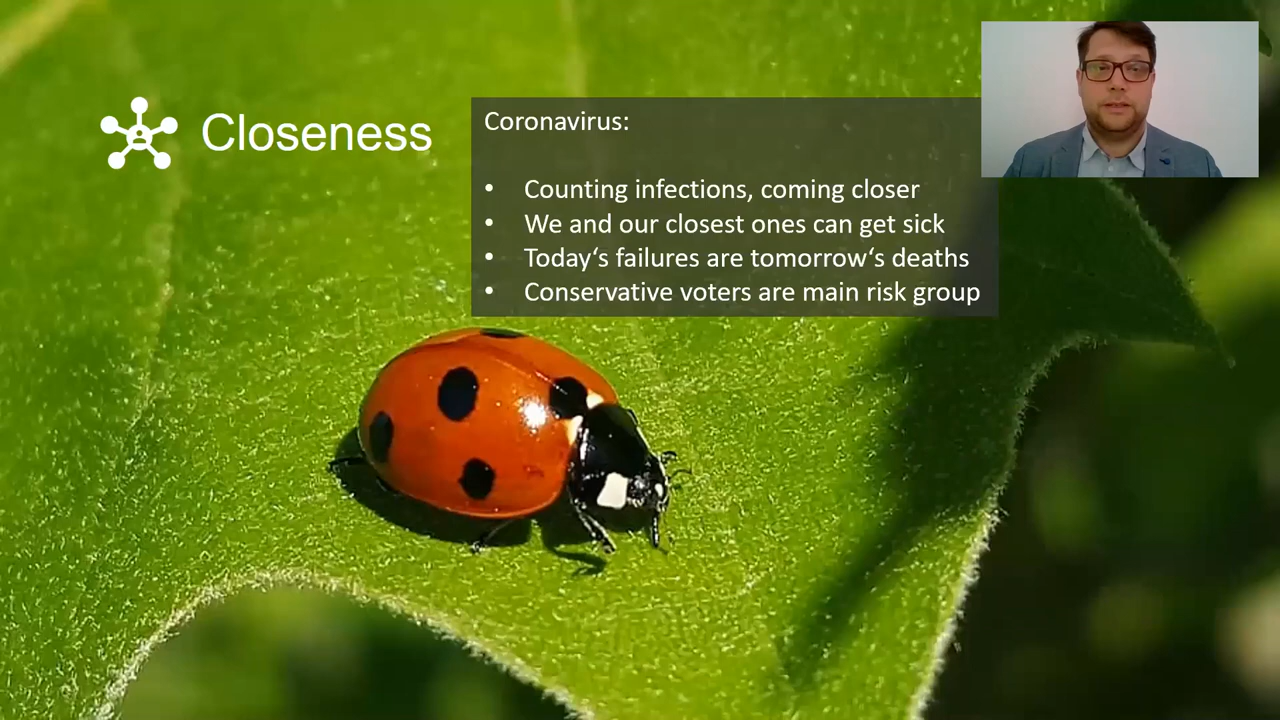 Closeness
Coronavirus:
• Counting infections, coming closer
• We and our closest ones can get sick
• Today‘s failures are tomorrow‘s deaths
• Conservative voters are main risk group